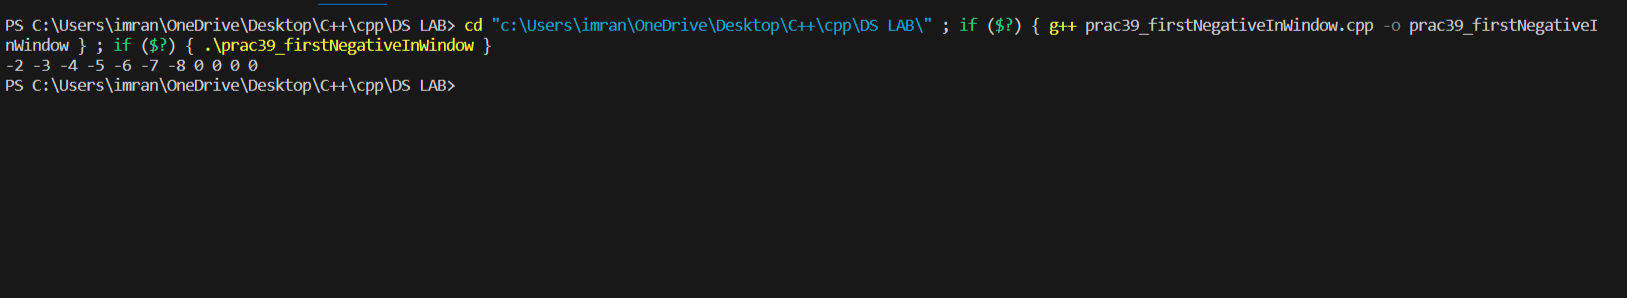 PS C:\Users\imran\OneDrive\Desktop\C++\cpp\DS LAB> cd "c:\Users\imran\OneDrive\Desktop\C++\cpp\DS LAB\" ; if ($?) { g++ prac39_firstNegativeInWindow.cpp -o prac39_firstNegativeI
nWindow } ; if ($?) { .\prac39_firstNegativeInWindow }
-2 -3 -4 -5 -6 -7 -8 0 0 0 0
PS C:\Users\imran\OneDrive\Desktop\C++\cpp\DS LAB>